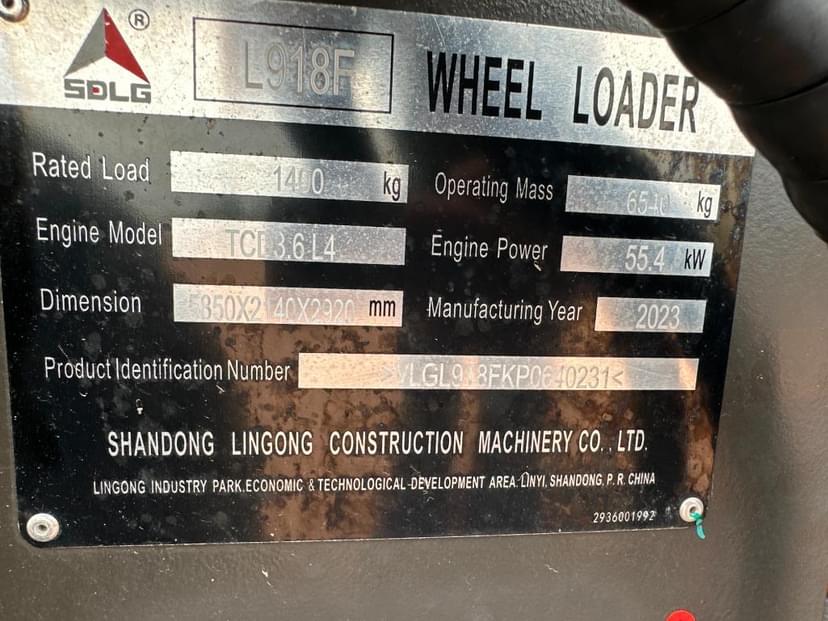 SDLG ®
L918F WHEEL LOADER
Rated Load kg Operating Mass kg
Engine Model Engine Power 55.4 kW
Dimension mm Manufacturing Year 2023
Product Identification Number
SHANDONG LINGONG CONSTRUCTION MACHINERY CO., LTD.
LINGONG INDUSTRY PARK.ECONOMIC & TECHNOLOGICAL DEVELOPMENT AREA LINYI, SHANDONG, P. R. CHINA
2936001992